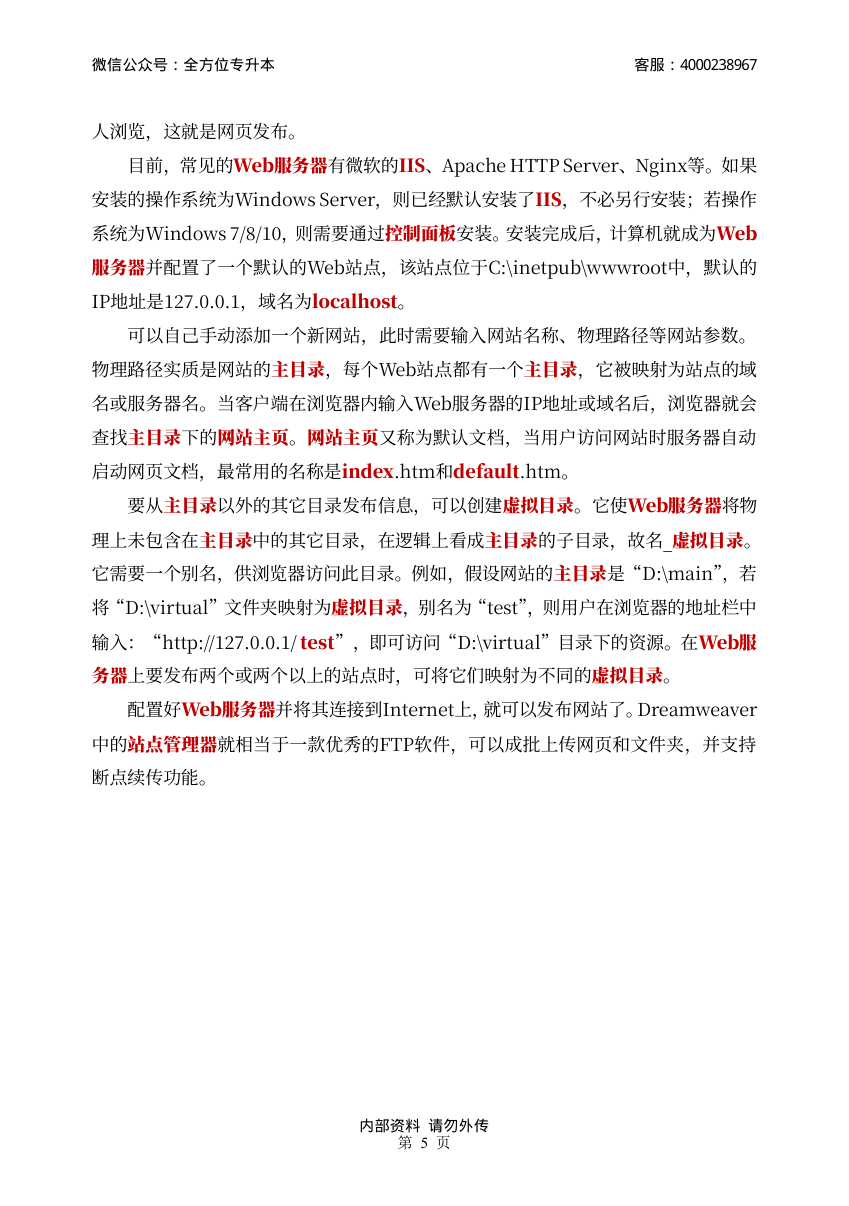 微信公众号：全方位专升本 客服：4000238967
人浏览，这就是网页发布。
目前，常见的Web服务器有微软的IIS、Apache HTTP Server、Nginx等。如果
安装的操作系统为Windows Server，则已经默认安装了IIS，不必另行安装；若操作
系统为Windows 7/8/10，则需要通过控制面板安装。安装完成后，计算机就成为Web
服务器并配置了一个默认的Web站点，该站点位于C:\inetpub\wwwroot中，默认的
IP地址是127.0.0.1，域名为localhost。
可以自己手动添加一个新网站，此时需要输入网站名称、物理路径等网站参数。
物理路径实质是网站的主目录，每个Web站点都有一个主目录，它被映射为站点的域
名或服务器名。当客户端在浏览器内输入Web服务器的IP地址或域名后，浏览器就会
查找主目录下的网站主页。网站主页又称为默认文档，当用户访问网站时服务器自动
启动网页文档，最常用的名称是index.htm和default.htm。
要从主目录以外的其它目录发布信息，可以创建虚拟目录。它使Web服务器将物
理上未包含在主目录中的其它目录，在逻辑上看成主目录的子目录，故名_虚拟目录。
它需要一个别名，供浏览器访问此目录。例如，假设网站的主目录是“D:\main”，若
将“D:\virtual”文件夹映射为虚拟目录，别名为“test”，则用户在浏览器的地址栏中
输入：“http://127.0.0.1/ test”，即可访问“D:\virtual”目录下的资源。在Web服
务器上要发布两个或两个以上的站点时，可将它们映射为不同的虚拟目录。
配置好Web服务器并将其连接到Internet上，就可以发布网站了。Dreamweaver
中的站点管理器就相当于一款优秀的FTP软件，可以成批上传网页和文件夹，并支持
断点续传功能。
内部资料 请勿外传
第 5 页